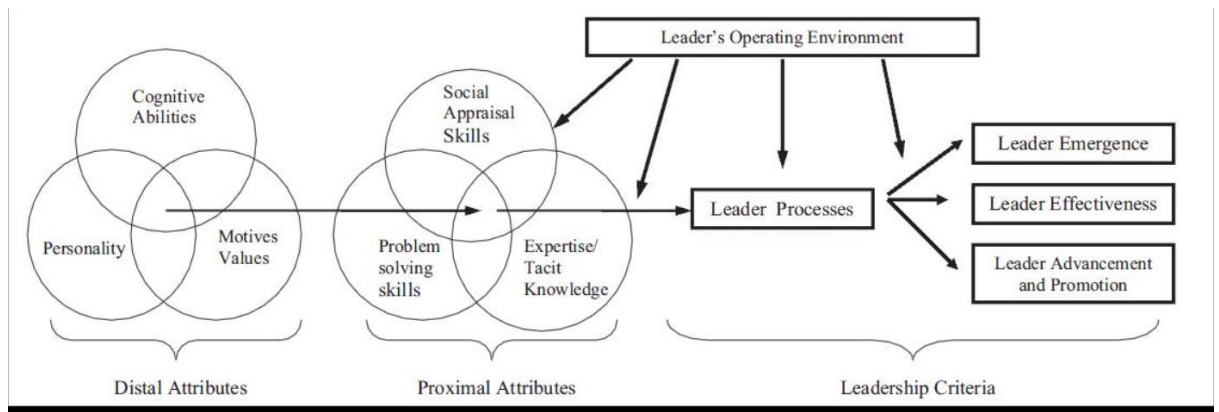 Leader's Operating Environment
Cognitive
Abilities
Social
Appraisal
Skills
Leader Emergence
Leader Processes
Leader Effectiveness
Personality
Motives
Values
Problem
solving
skills
Expertise/
Tacit
Knowledge
Leader Advancement
and Promotion
Distal Attributes
Proximal Attributes
Leadership Criteria